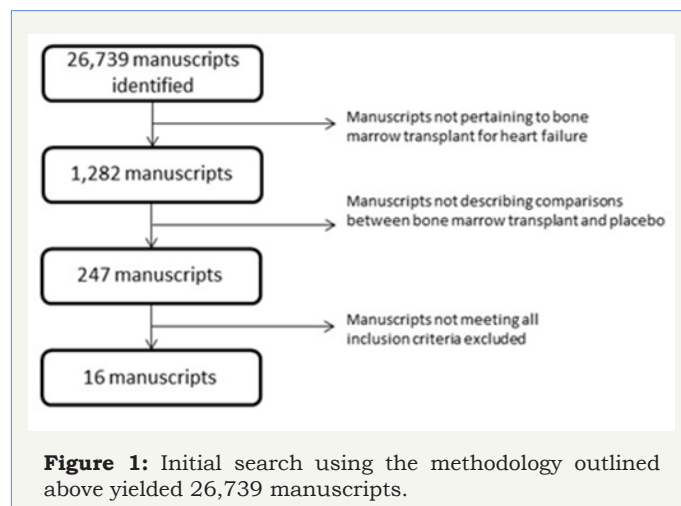 26,739 manuscripts
identified
Manuscripts not pertaining to bone
marrow transplant for heart failure
1,282 manuscripts
Manuscripts not describing comparisons
between bone marrow transplant and placebo
247 manuscripts
Manuscripts not meeting all
inclusion criteria excluded
16 manuscripts
Figure 1: Initial search using the methodology outlined
above yielded 26,739 manuscripts.